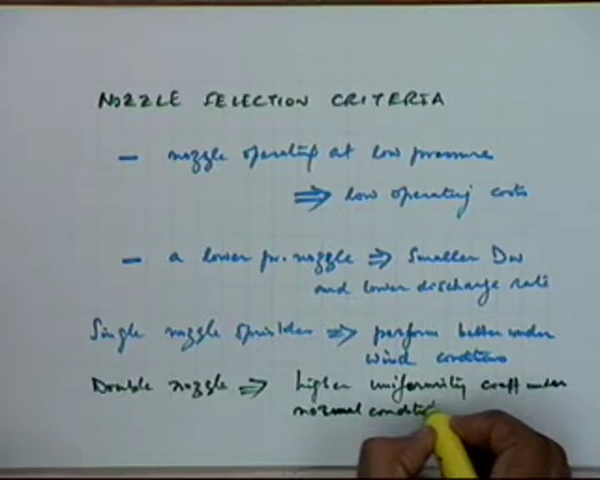 NOZZLE SELECTION CRITERIA
— nozzle operating at low pressure
⇒ low operating costs
— a lower pr. nozzle ⇒ smaller Dw
and lower discharge rate
Single nozzle sprinklers ⇒ perform better under
wind conditions
Double nozzle ⇒ higher uniformity coeff under
normal conditi